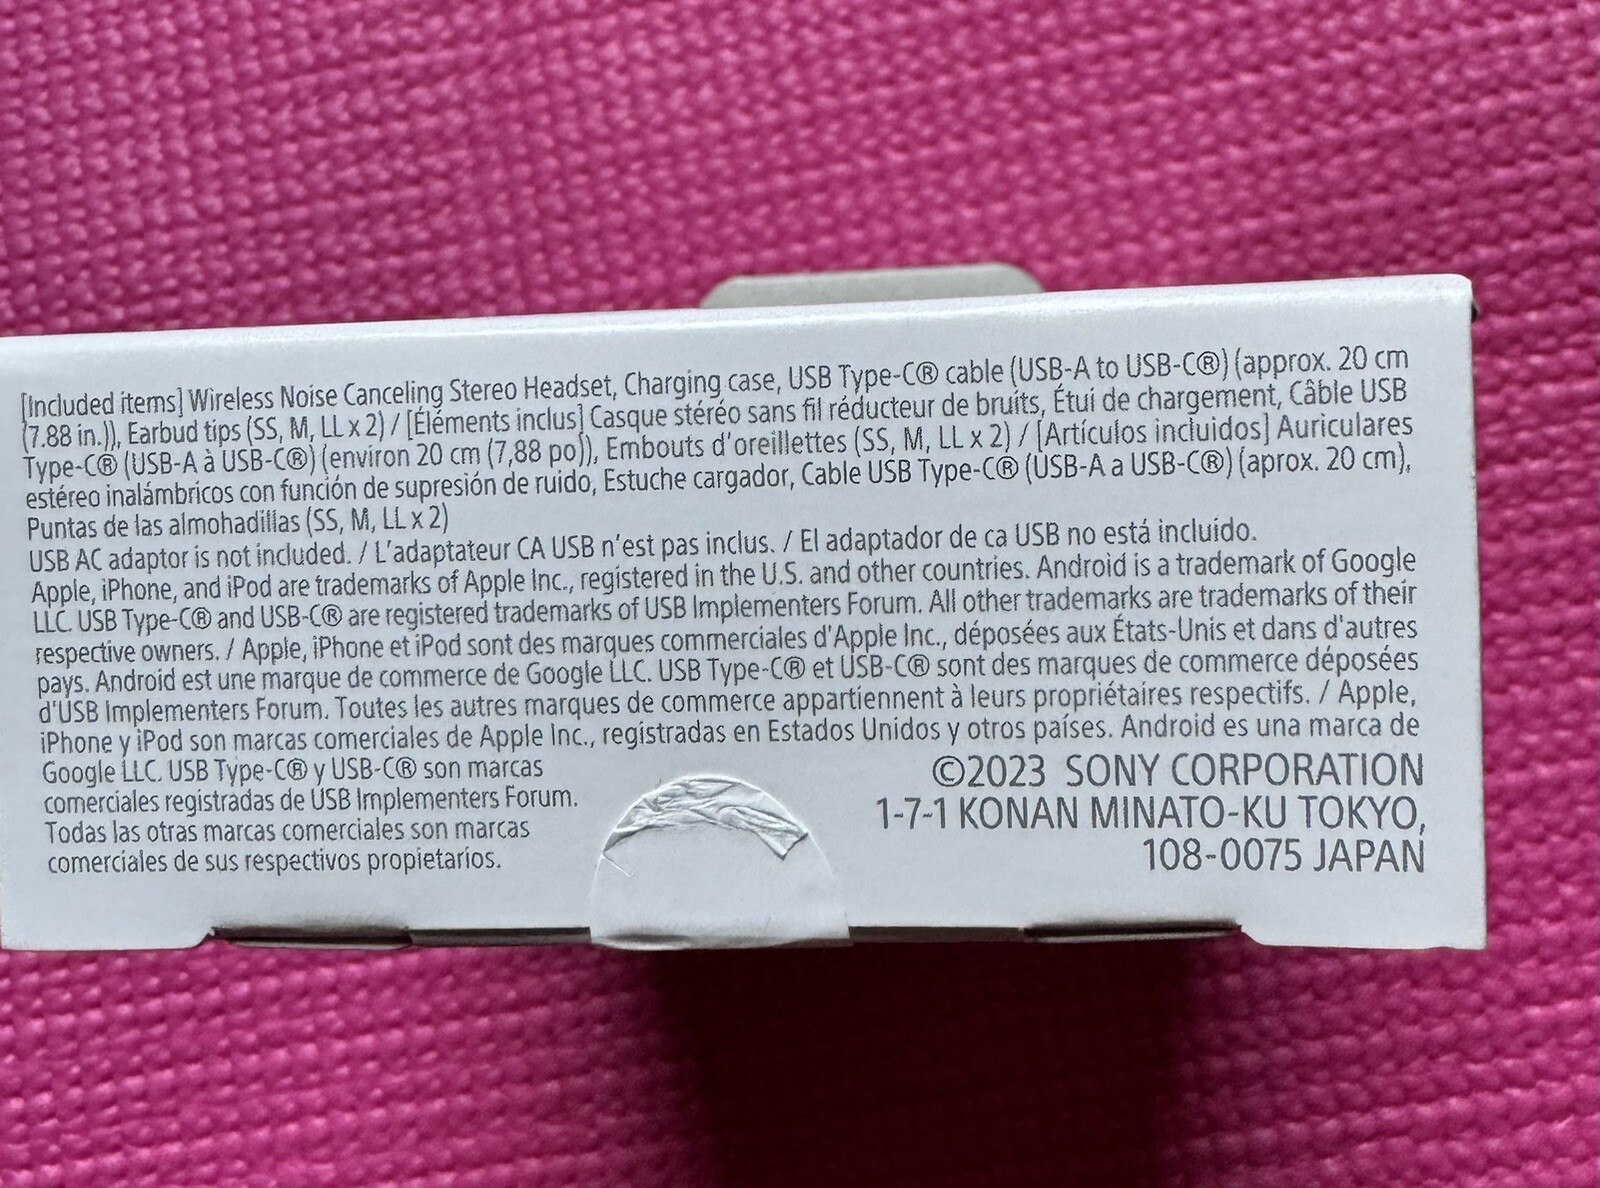 [Included items] Wireless Noise Canceling Stereo Headset, Charging case, USB Type-C® cable (USB-A to USB-C®) (approx. 20 cm
(7.88 in.)), Earbud tips (SS, M, LL x 2) / [Éléments inclus] Casque stéréo sans fil réducteur de bruits, Étui de chargement, Câble USB
Type-C® (USB-A à USB-C®) (environ 20 cm (7,88 po)), Embouts d'oreillettes (SS, M, LL x 2) / [Artículos incluidos] Auriculares
estéreo inalámbricos con función de supresión de ruido, Estuche cargador, Cable USB Type-C® (USB-A a USB-C®) (aprox. 20 cm),
Puntas de las almohadillas (SS, M, LL x 2)
USB AC adaptor is not included. / L'adaptateur CA USB n'est pas inclus. / El adaptador de ca USB no está incluido.
Apple, iPhone, and iPod are trademarks of Apple Inc., registered in the U.S. and other countries. Android is a trademark of Google
LLC. USB Type-C® and USB-C® are registered trademarks of USB Implementers Forum. All other trademarks are trademarks of their
respective owners. / Apple, iPhone et iPod sont des marques commerciales d'Apple Inc., déposées aux États-Unis et dans d'autres
pays. Android est une marque de commerce de Google LLC. USB Type-C® et USB-C® sont des marques de commerce déposées
d'USB Implementers Forum. Toutes les autres marques de commerce appartiennent à leurs propriétaires respectifs. / Apple,
iPhone y iPod son marcas comerciales de Apple Inc., registradas en Estados Unidos y otros países. Android es una marca de
Google LLC. USB Type-C® y USB-C® son marcas
comerciales registradas de USB Implementers Forum.
Todas las otras marcas comerciales son marcas
comerciales de sus respectivos propietarios.
©2023 SONY CORPORATION
1-7-1 KONAN MINATO-KU TOKYO,
108-0075 JAPAN